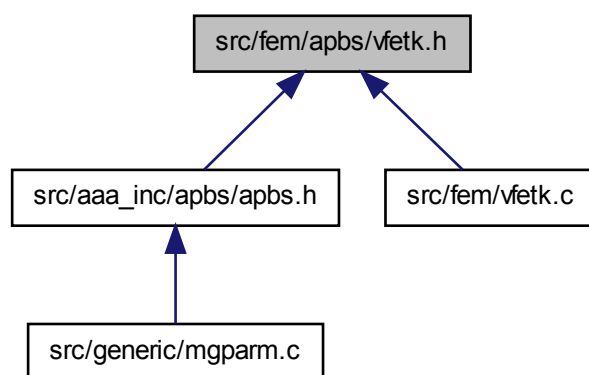 src/fem/apbs/vfetk.h
src/aaa_inc/apbs/apbs.h
src/fem/vfetk.c
src/generic/mgparm.c